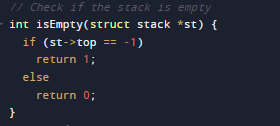 // Check if the stack is empty
int isEmpty(struct stack *st) {
  if (st->top == -1)
    return 1;
  else
    return 0;
}